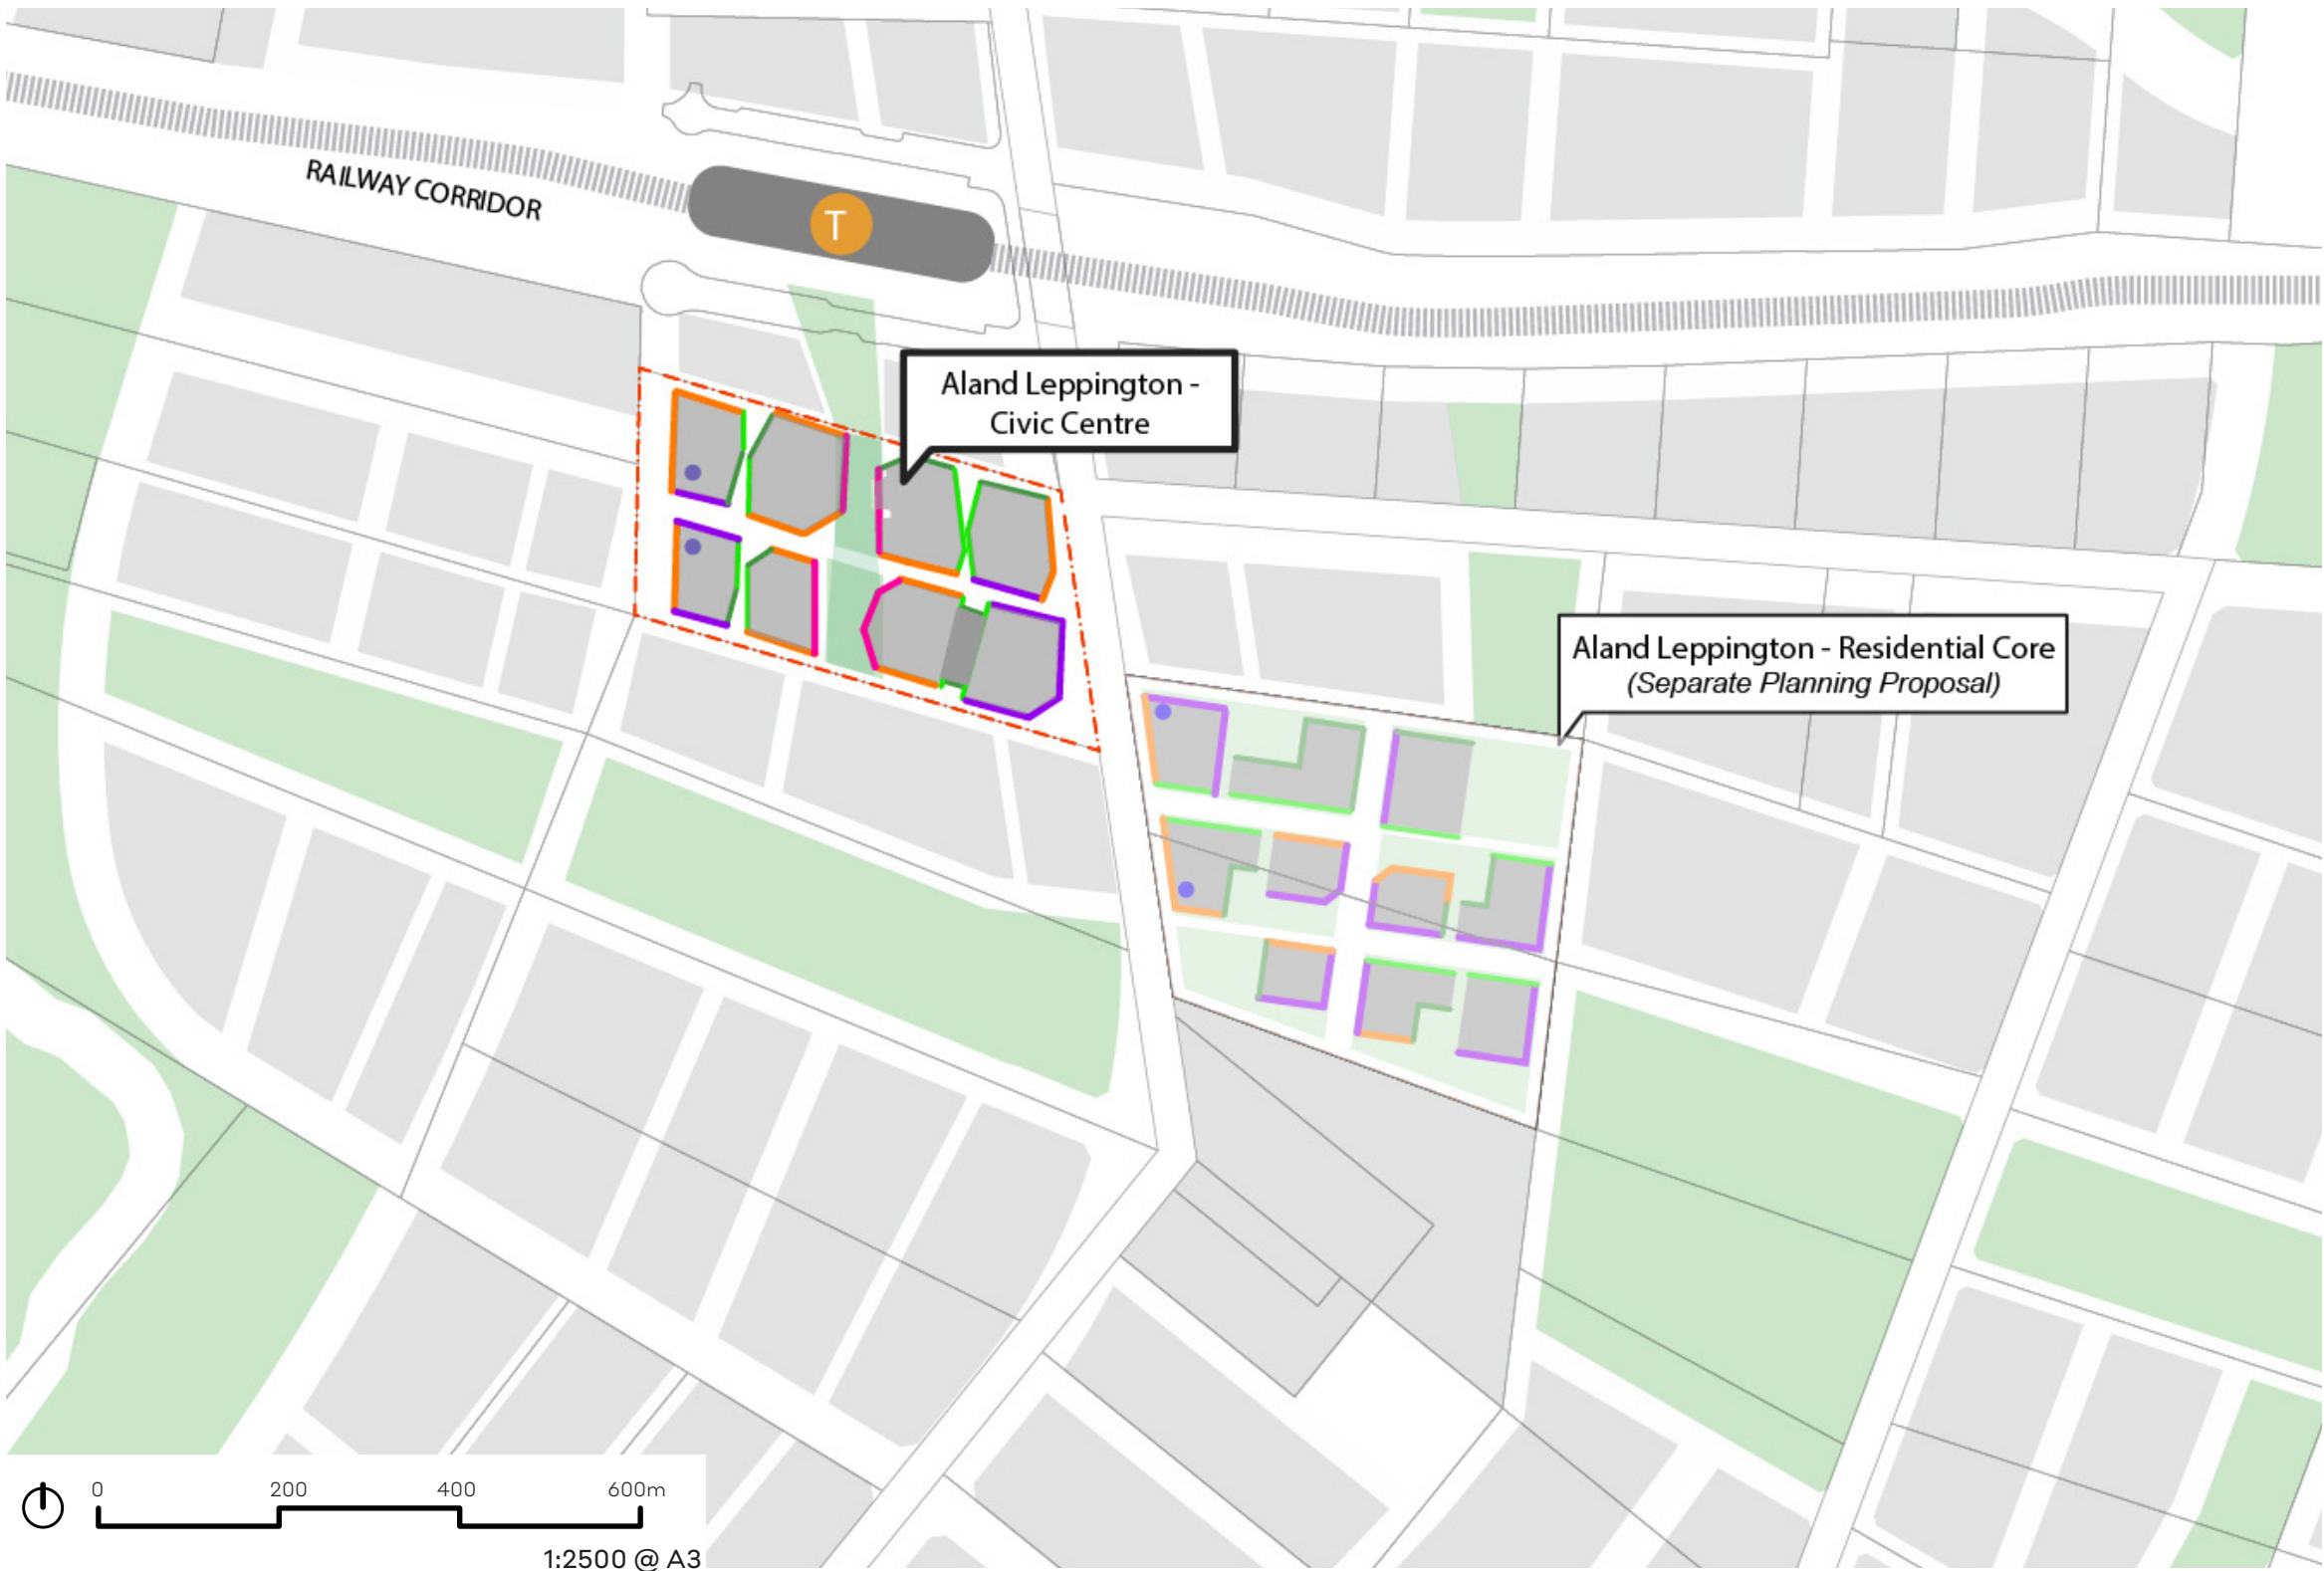 RAILWAY CORRIDOR
T
Aland Leppington -
Civic Centre
Aland Leppington - Residential Core
(Separate Planning Proposal)
0 200 400 600m
1:2500 @ A3